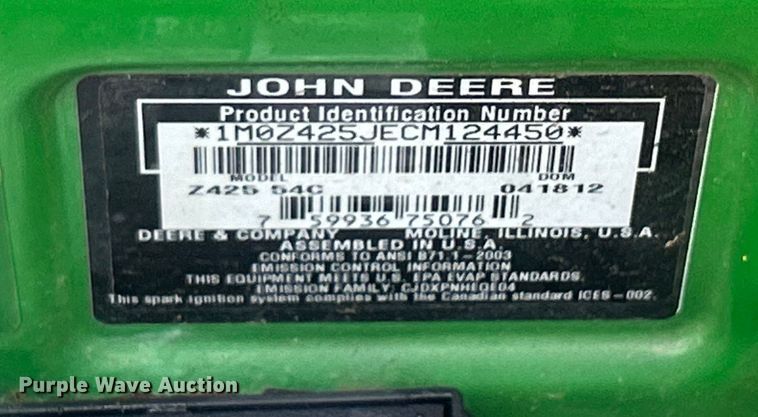 JOHN DEERE
Product Identification Number
*1M0Z425JECM124450*
MODEL DOM
Z425 54C 041812
7 59936 75076 2
DEERE & COMPANY MOLINE, ILLINOIS, U.S.A.
ASSEMBLED IN U.S.A.
CONFORMS TO ANSI B71.1-2003
EMISSION CONTROL INFORMATION
THIS EQUIPMENT MEETS U.S. EPA EVAP STANDARDS.
EMISSION FAMILY:
This spark ignition system complies with the Canadian standard ICES-002.
Purple Wave Auction